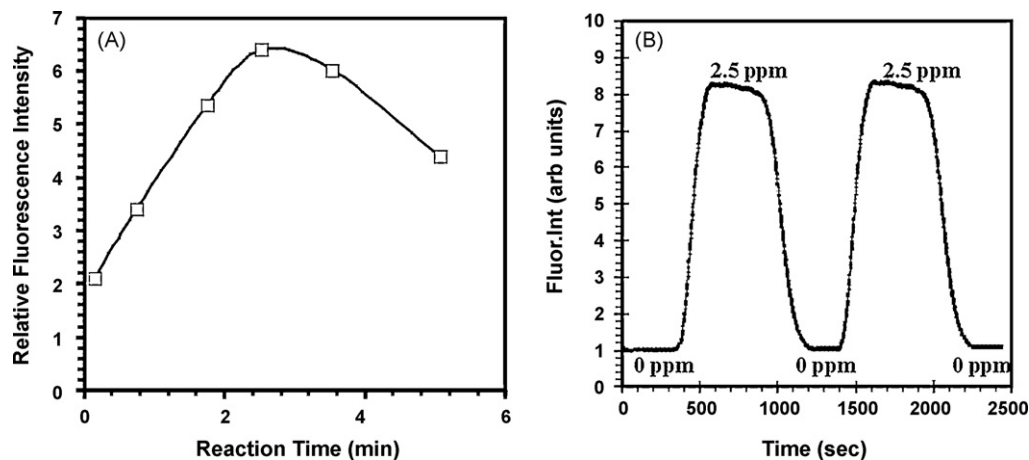 (A)
Relative Fluorescence Intensity
7
6
5
4
3
2
1
0
0 2 4 6
Reaction Time (min)
(B)
Fluor.Int (arb units)
10
9
8
7
6
5
4
3
2
1
0
2.5 ppm 2.5 ppm
0 ppm 0 ppm 0 ppm
0 500 1000 1500 2000 2500
Time (sec)